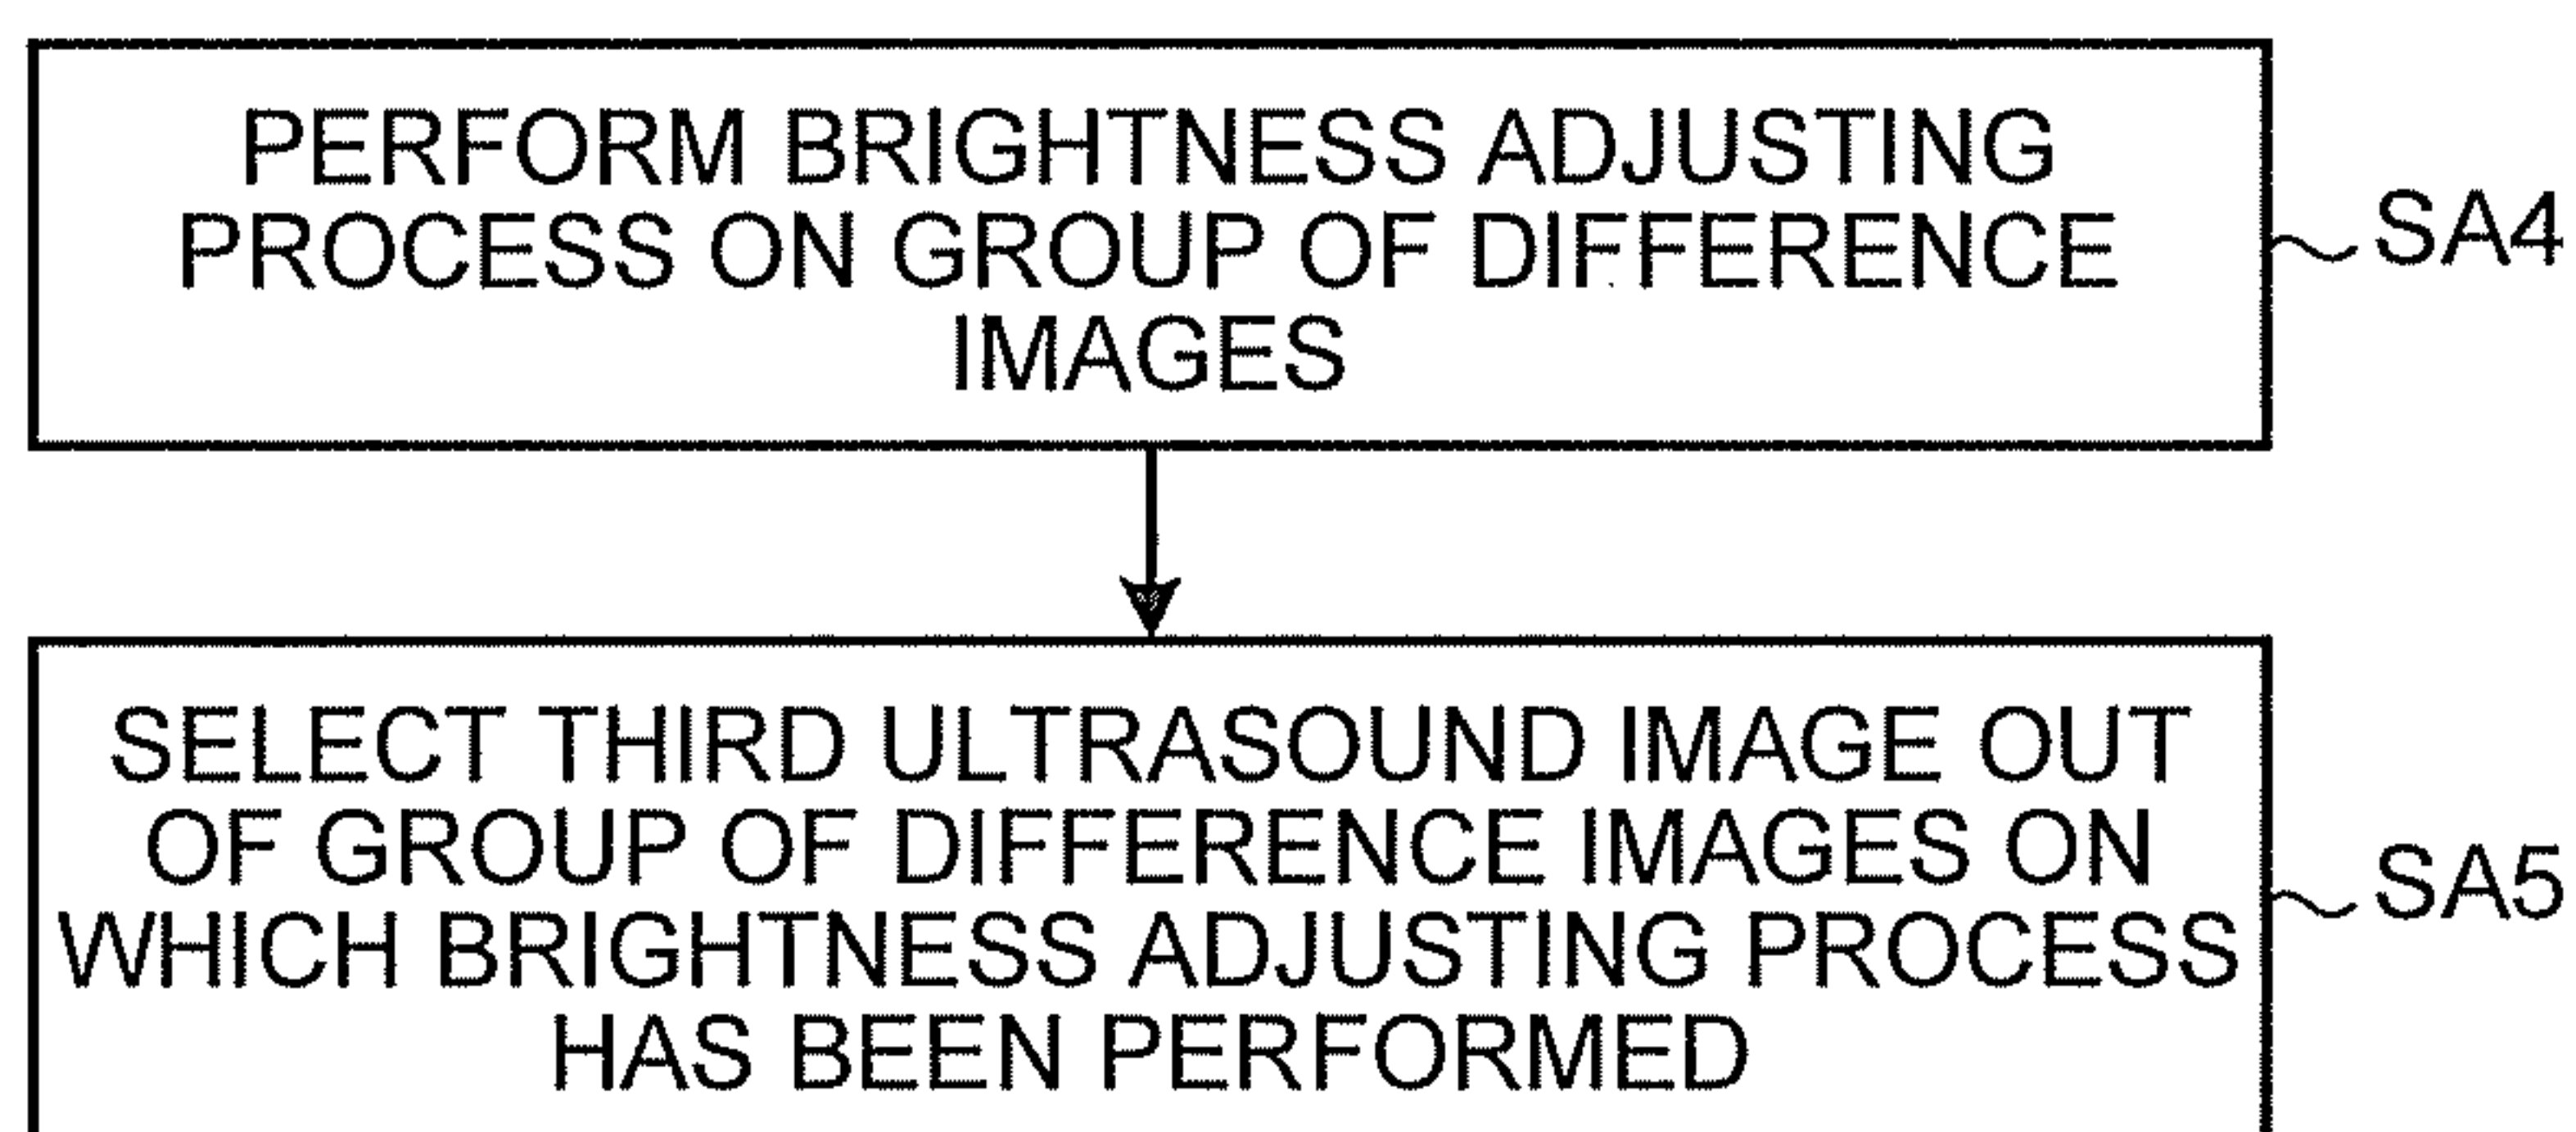 PERFORM BRIGHTNESS ADJUSTING
PROCESS ON GROUP OF DIFFERENCE
IMAGES
SA4
SELECT THIRD ULTRASOUND IMAGE OUT
OF GROUP OF DIFFERENCE IMAGES ON
WHICH BRIGHTNESS ADJUSTING PROCESS
HAS BEEN PERFORMED
SA5